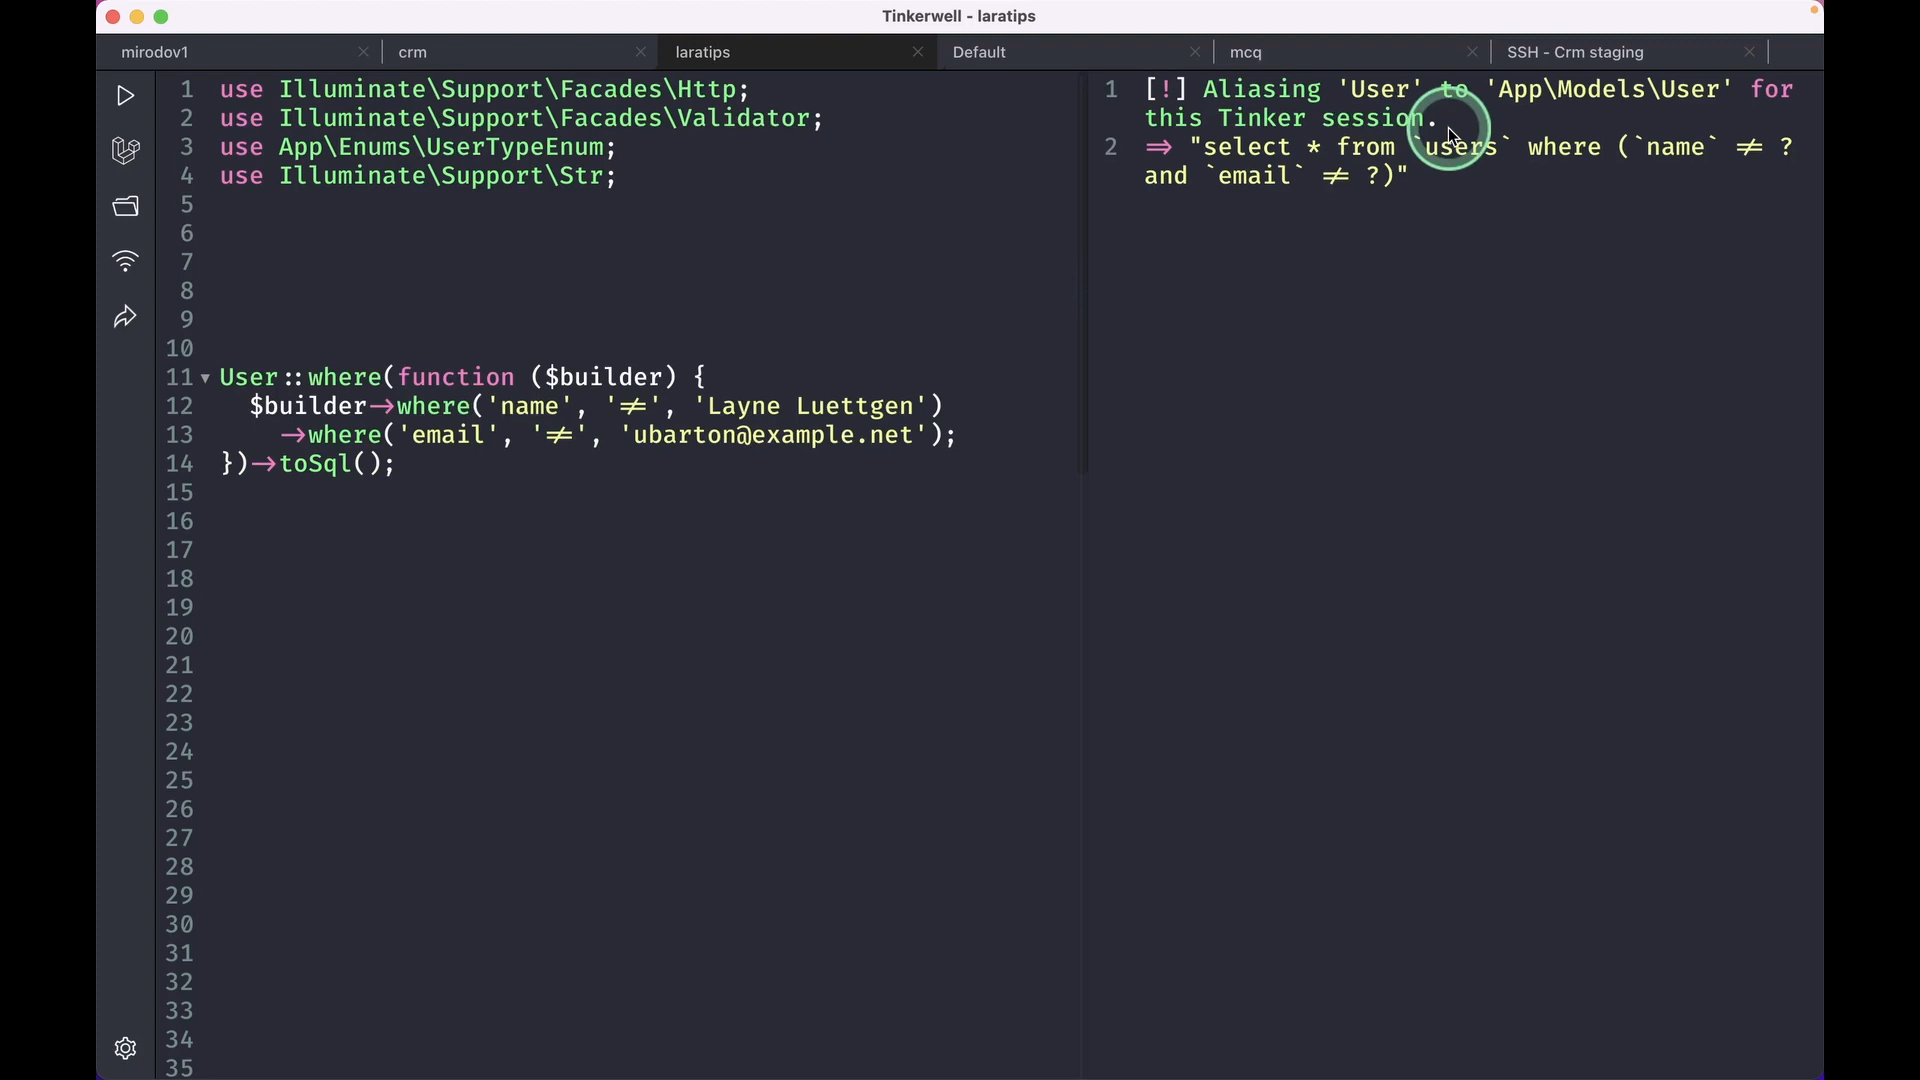 Tinkerwell - laratips
mirodov1
crm
laratips
Default
mcq
SSH - Crm staging
1 use Illuminate\Support\Facades\Http;
2 use Illuminate\Support\Facades\Validator;
3 use App\Enums\UserTypeEnum;
4 use Illuminate\Support\Str;
5
6
7
8
9
10
11 User::where(function ($builder) {
12 $builder->where('name', '!=', 'Layne Luettgen')
13 ->where('email', '!=', 'ubarton@example.net');
14 })->toSql();
15
16
17
18
19
20
21
22
23
24
25
26
27
28
29
30
31
32
33
34
35
1 [!] Aliasing 'User' to 'App\Models\User' for
this Tinker session.
2 => "select * from `users` where (`name` != ?
and `email` != ?)"